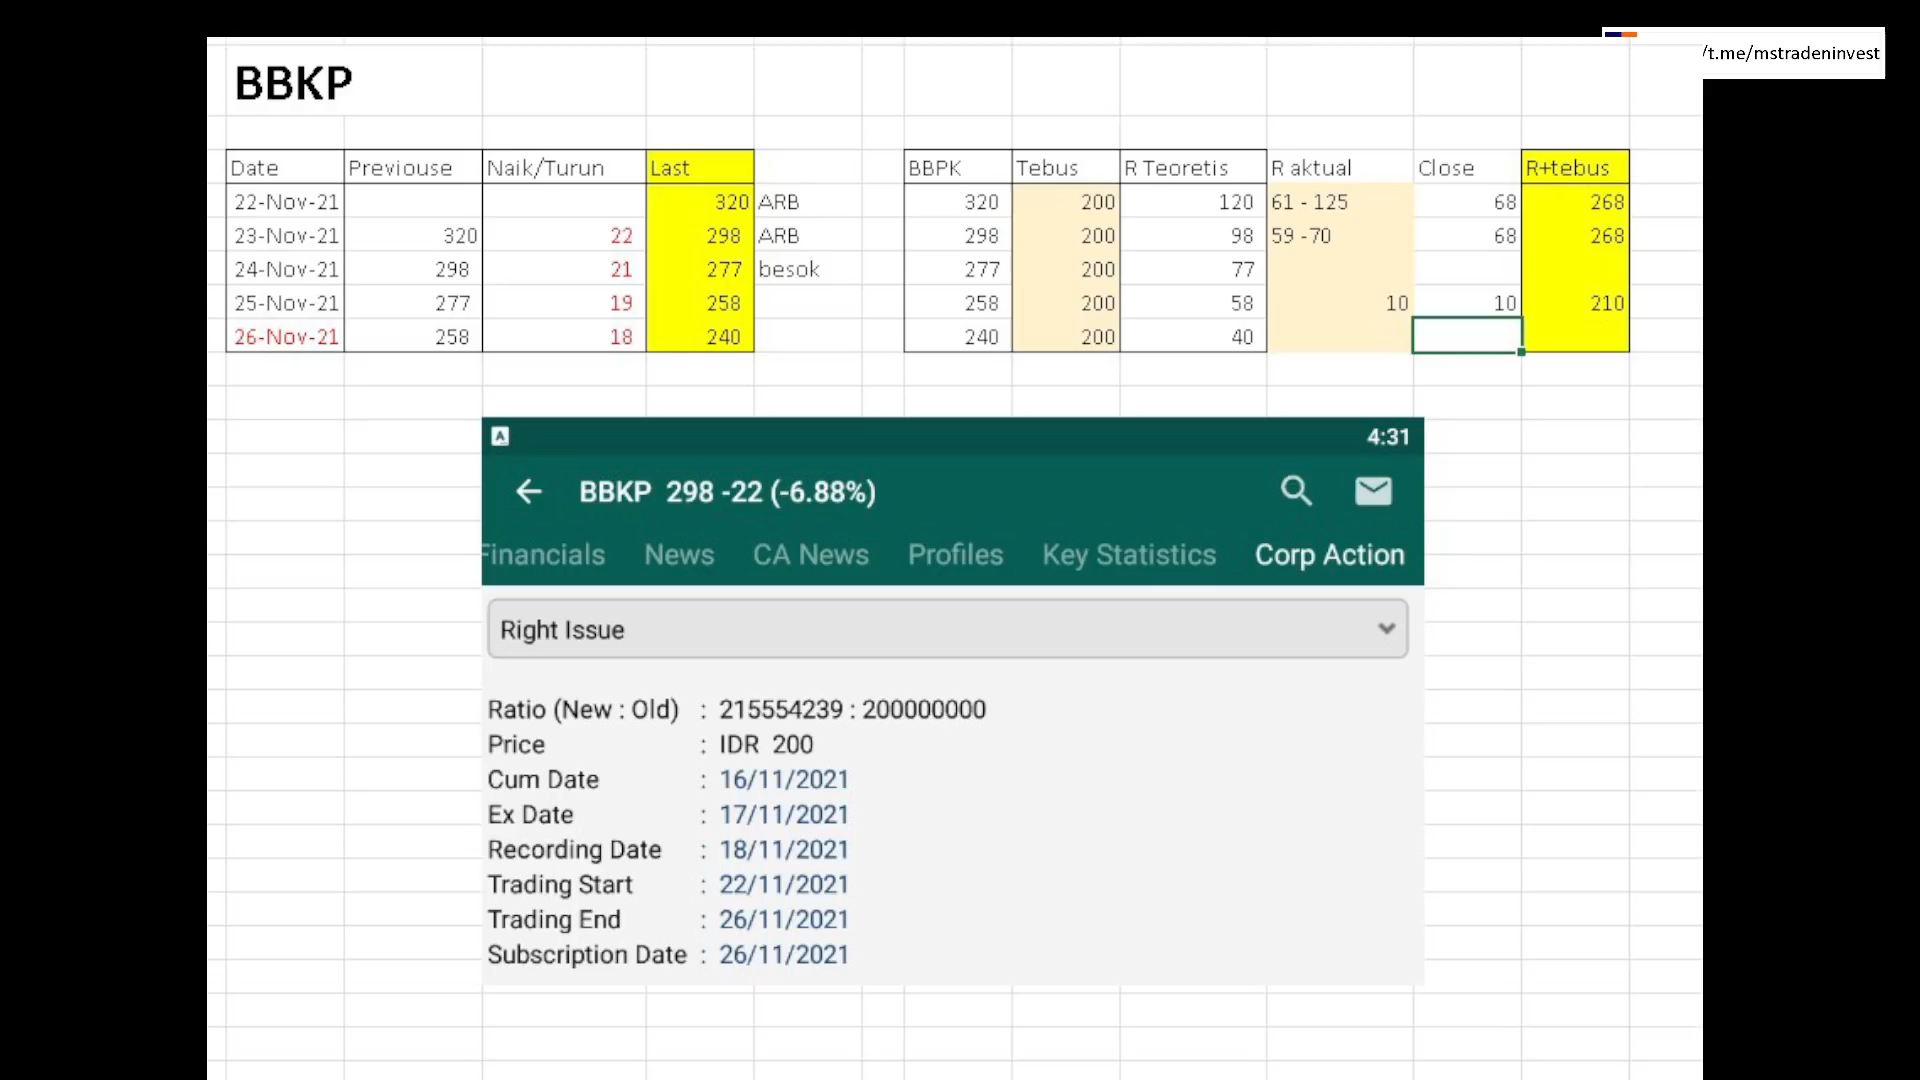 /t.me/mstradeninvest
BBKP
Date Previouse Naik/Turun Last BBPK Tebus R Teoretis R aktual Close R+tebus
22-Nov-21 320 ARB 320 200 120 61 - 125 68 268
23-Nov-21 320 22 298 ARB 298 200 98 59 -70 68 268
24-Nov-21 298 21 277 besok 277 200 77
25-Nov-21 277 19 258 258 200 58 10 10 210
26-Nov-21 258 18 240 240 200 40
A 4:31
BBKP 298 -22 (-6.88%)
Financials News CA News Profiles Key Statistics Corp Action
Right Issue
Ratio (New : Old) : 215554239 : 200000000
Price : IDR 200
Cum Date : 16/11/2021
Ex Date : 17/11/2021
Recording Date : 18/11/2021
Trading Start : 22/11/2021
Trading End : 26/11/2021
Subscription Date : 26/11/2021